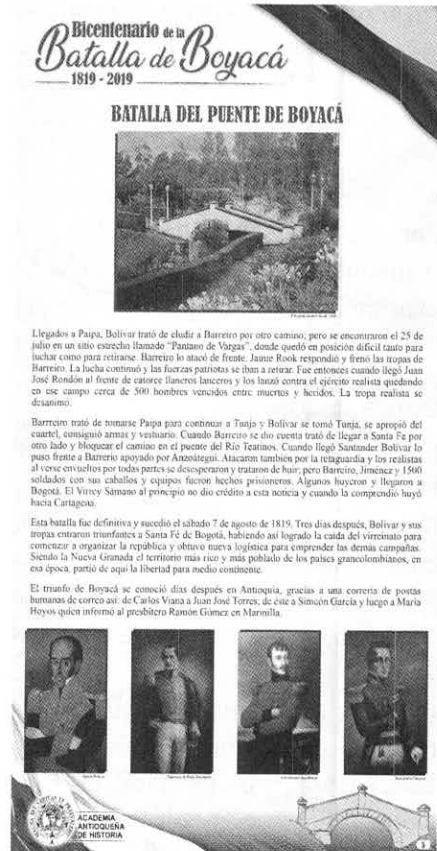 Bicentenario de la
Batalla de Boyacá
1819 - 2019
BATALLA DEL PUENTE DE BOYACÁ
Llegados a Paipa, Bolívar trató de eludir a Barreiro por otro camino; pero se encontraron el 25 de
julio en un sitio estrecho llamado "Pantano de Vargas", donde quedó en posición difícil tanto para
luchar como para retirarse. Barreiro lo atacó de frente. Jaime Rook respondió y frenó las tropas de
Barreiro. La lucha continuó y las fuerzas patriotas se iban a retirar. Fue entonces cuando llegó Juan
José Rondón al frente de catorce llaneros lanceros y los lanzó contra el ejército realista quedando
en ese campo cerca de 500 hombres vencidos entre muertos y heridos. La tropa realista se
desanimó.
Barrreiro trató de tomarse Paipa para continuar a Tunja y Bolívar se tomó Tunja, se apropió del
cuartel, consiguió armas y vestuario. Cuando Barreiro se dio cuenta trató de llegar a Santa Fe por
otro lado y bloquear el camino en el puente del Río Teatinos. Cuando llegó Santander Bolívar lo
puso frente a Barrerio apoyado por Anzoátegui. Atacaron también por la retaguardia y los realistas
al verse envueltos por todas partes se desesperaron y trataron de huir; pero Barreiro, Jiménez y 1500
soldados con sus caballos y equipos fueron hechos prisioneros. Algunos huyeron y llegaron a
Bogotá. El Virrey Sámano al principio no dio crédito a esta noticia y cuando la comprendió huyó
hacia Cartagena.
Esta batalla fue definitiva y sucedió el sábado 7 de agosto de 1819. Tres días después, Bolívar y sus
tropas entraron triunfantes a Santa Fé de Bogotá, habiendo así logrado la caída del virreinato para
comenzar a organizar la república y obtuvo nueva logística para emprender las demás campañas.
Siendo la Nueva Granada el territorio más rico y más poblado de los países grancolombianos, en
esa época, partió de aquí la libertad para medio continente.
El triunfo de Boyacá se conoció días después en Antioquia, gracias a una correría de postas
humanas de correo así: de Carlos Viana a Juan José Torres; de éste a Simeón García y luego a María
Hoyos quien informó al presbítero Ramón Gómez en Marinilla.
ACADEMIA
ANTIOQUEÑA
DE HISTORIA
3